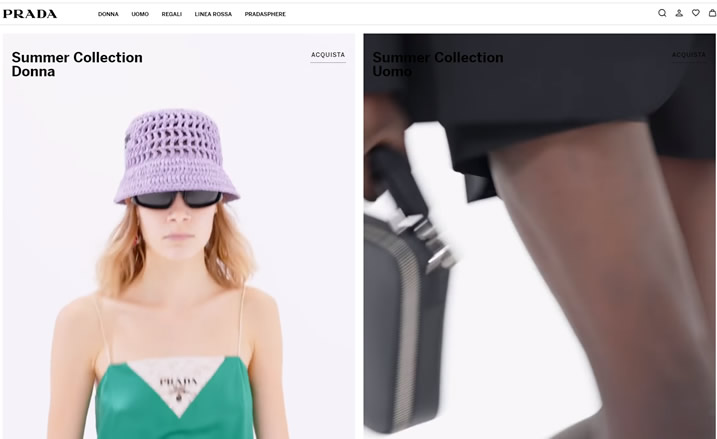 PRADA
DONNA UOMO REGALI LINEA ROSSA PRADASPHERE
Summer Collection
Donna
ACQUISTA
PRADA
Summer Collection
Uomo
ACQUISTA